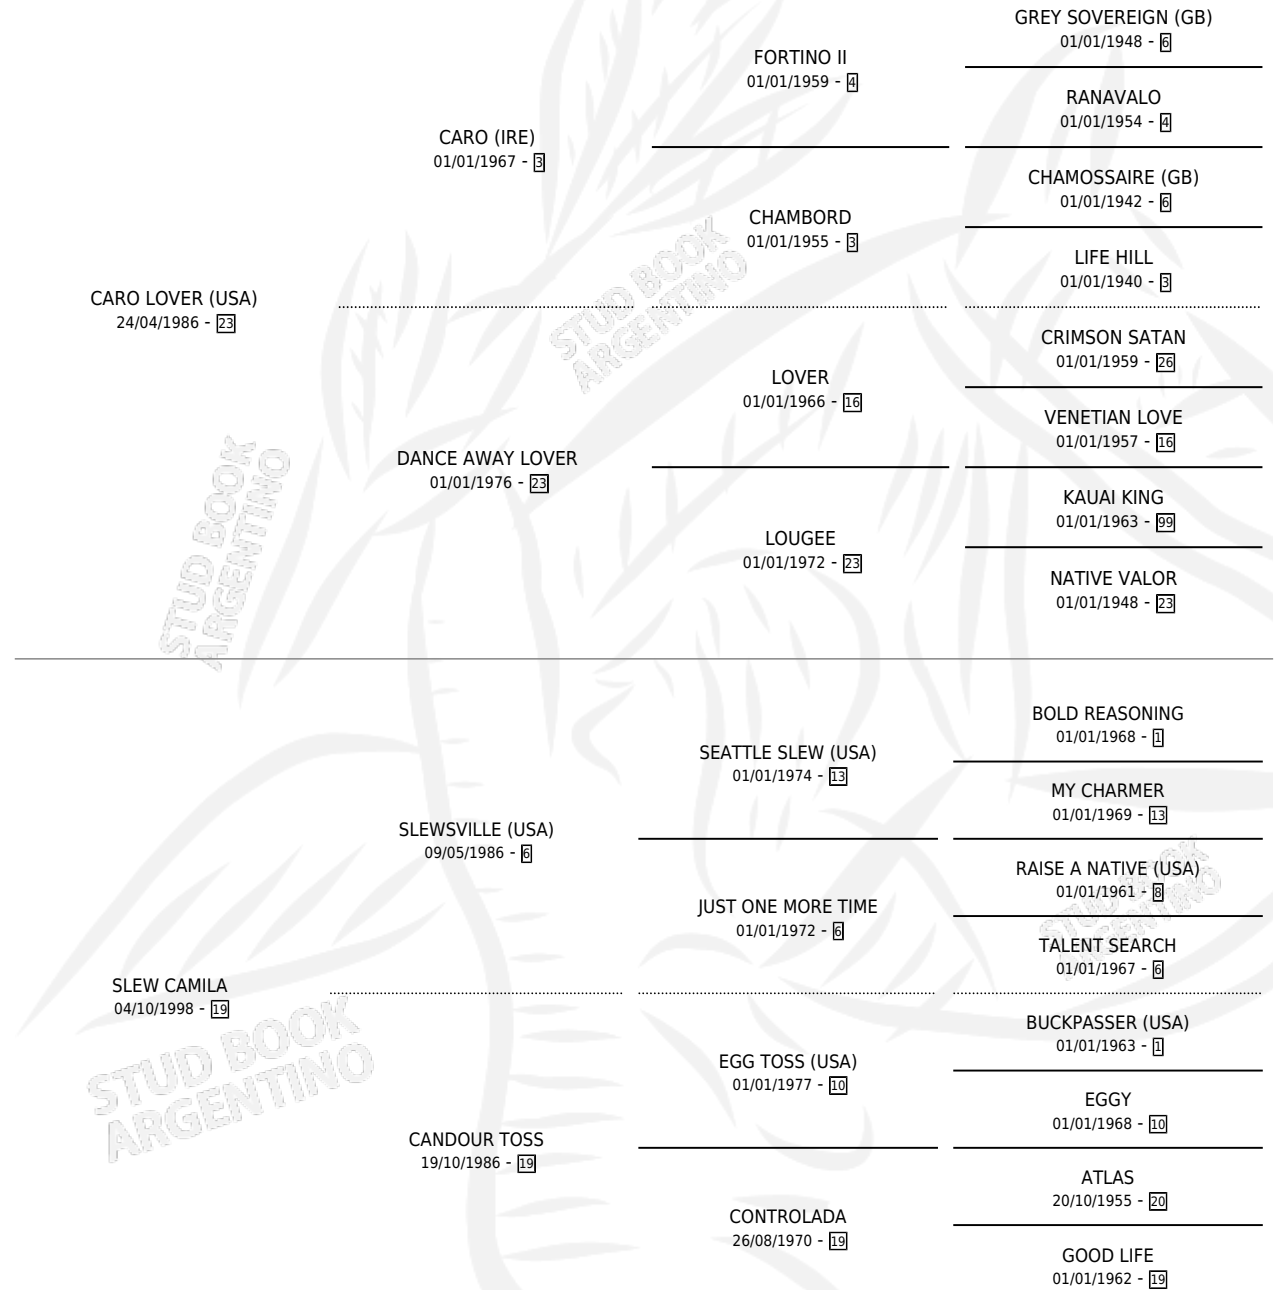 GREY SOVEREIGN (GB)
01/01/1948 - 6
FORTINO II
01/01/1959 - 4
RANAVALO
01/01/1954 - 4
CARO (IRE)
01/01/1967 - 3
CHAMOSSAIRE (GB)
01/01/1942 - 6
CHAMBORD
01/01/1955 - 3
LIFE HILL
01/01/1940 - 3
CARO LOVER (USA)
24/04/1986 - 23
CRIMSON SATAN
01/01/1959 - 26
LOVER
01/01/1966 - 16
VENETIAN LOVE
01/01/1957 - 16
DANCE AWAY LOVER
01/01/1976 - 23
KAUAI KING
01/01/1963 - 99
LOUGEE
01/01/1972 - 23
NATIVE VALOR
01/01/1948 - 23
BOLD REASONING
01/01/1968 - 1
SEATTLE SLEW (USA)
01/01/1974 - 13
MY CHARMER
01/01/1969 - 13
SLEWSVILLE (USA)
09/05/1986 - 6
RAISE A NATIVE (USA)
01/01/1961 - 8
JUST ONE MORE TIME
01/01/1972 - 6
TALENT SEARCH
01/01/1967 - 6
SLEW CAMILA
04/10/1998 - 19
BUCKPASSER (USA)
01/01/1963 - 1
EGG TOSS (USA)
01/01/1977 - 10
EGGY
01/01/1968 - 10
CANDOUR TOSS
19/10/1986 - 19
ATLAS
20/10/1955 - 20
CONTROLADA
26/08/1970 - 19
GOOD LIFE
01/01/1962 - 19
STUD BOOK
ARGENTINO
STUD BOOK
ARGENTINO
STUD BOOK
ARGENTINO
STUD BOOK
ARGENTINO